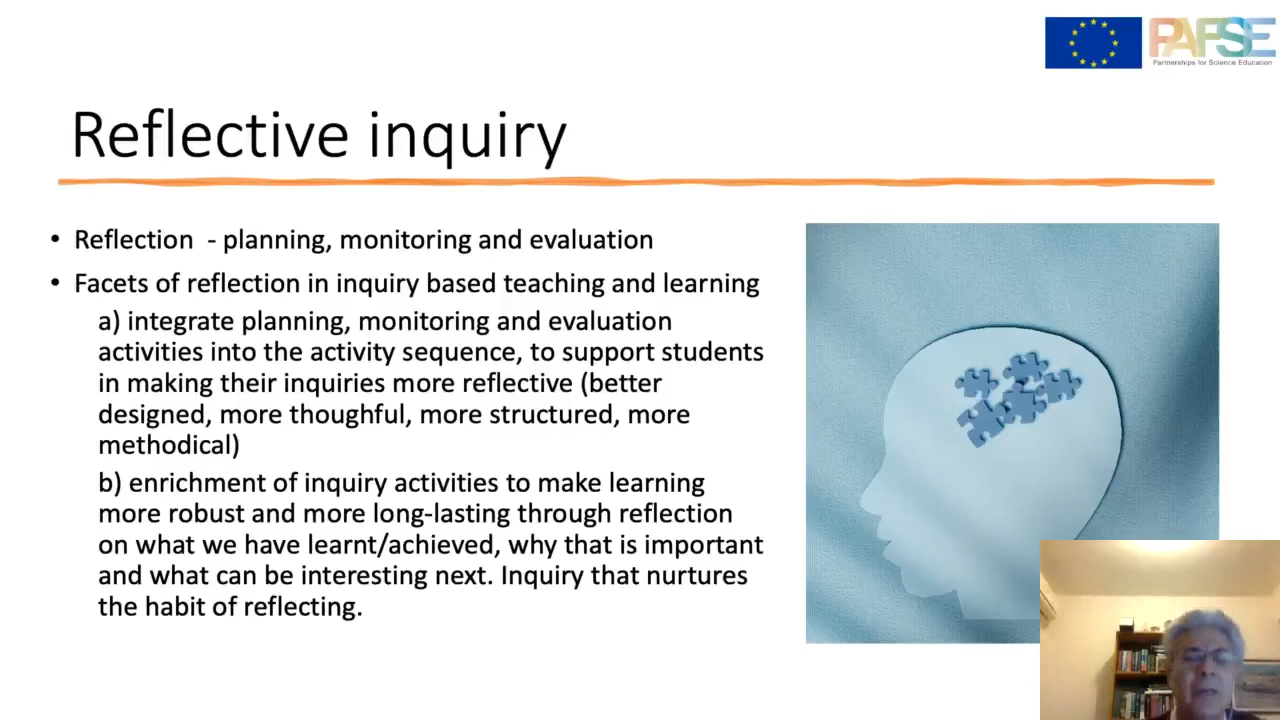 PAFSE
Partnerships for Science Education
Reflective inquiry
• Reflection - planning, monitoring and evaluation
• Facets of reflection in inquiry based teaching and learning
a) integrate planning, monitoring and evaluation
activities into the activity sequence, to support students
in making their inquiries more reflective (better
designed, more thoughtful, more structured, more
methodical)
b) enrichment of inquiry activities to make learning
more robust and more long-lasting through reflection
on what we have learnt/achieved, why that is important
and what can be interesting next. Inquiry that nurtures
the habit of reflecting.